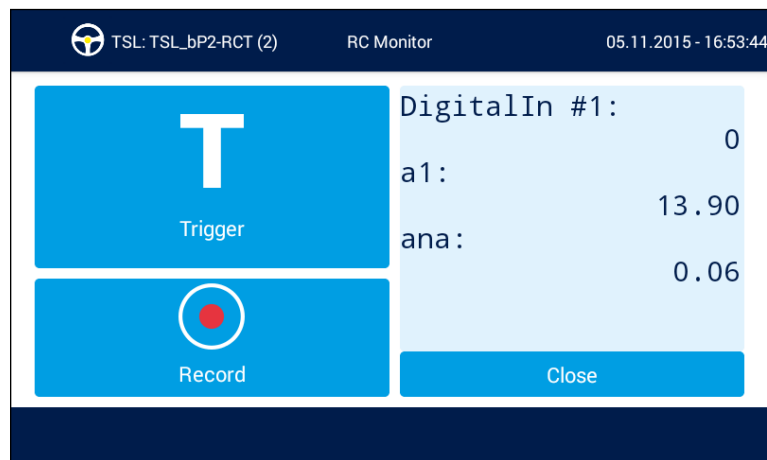 TSL: TSL_bP2-RCT (2) RC Monitor 05.11.2015 - 16:53:44
T
Trigger
Record
DigitalIn #1:
0
a1:
13.90
ana:
0.06
Close